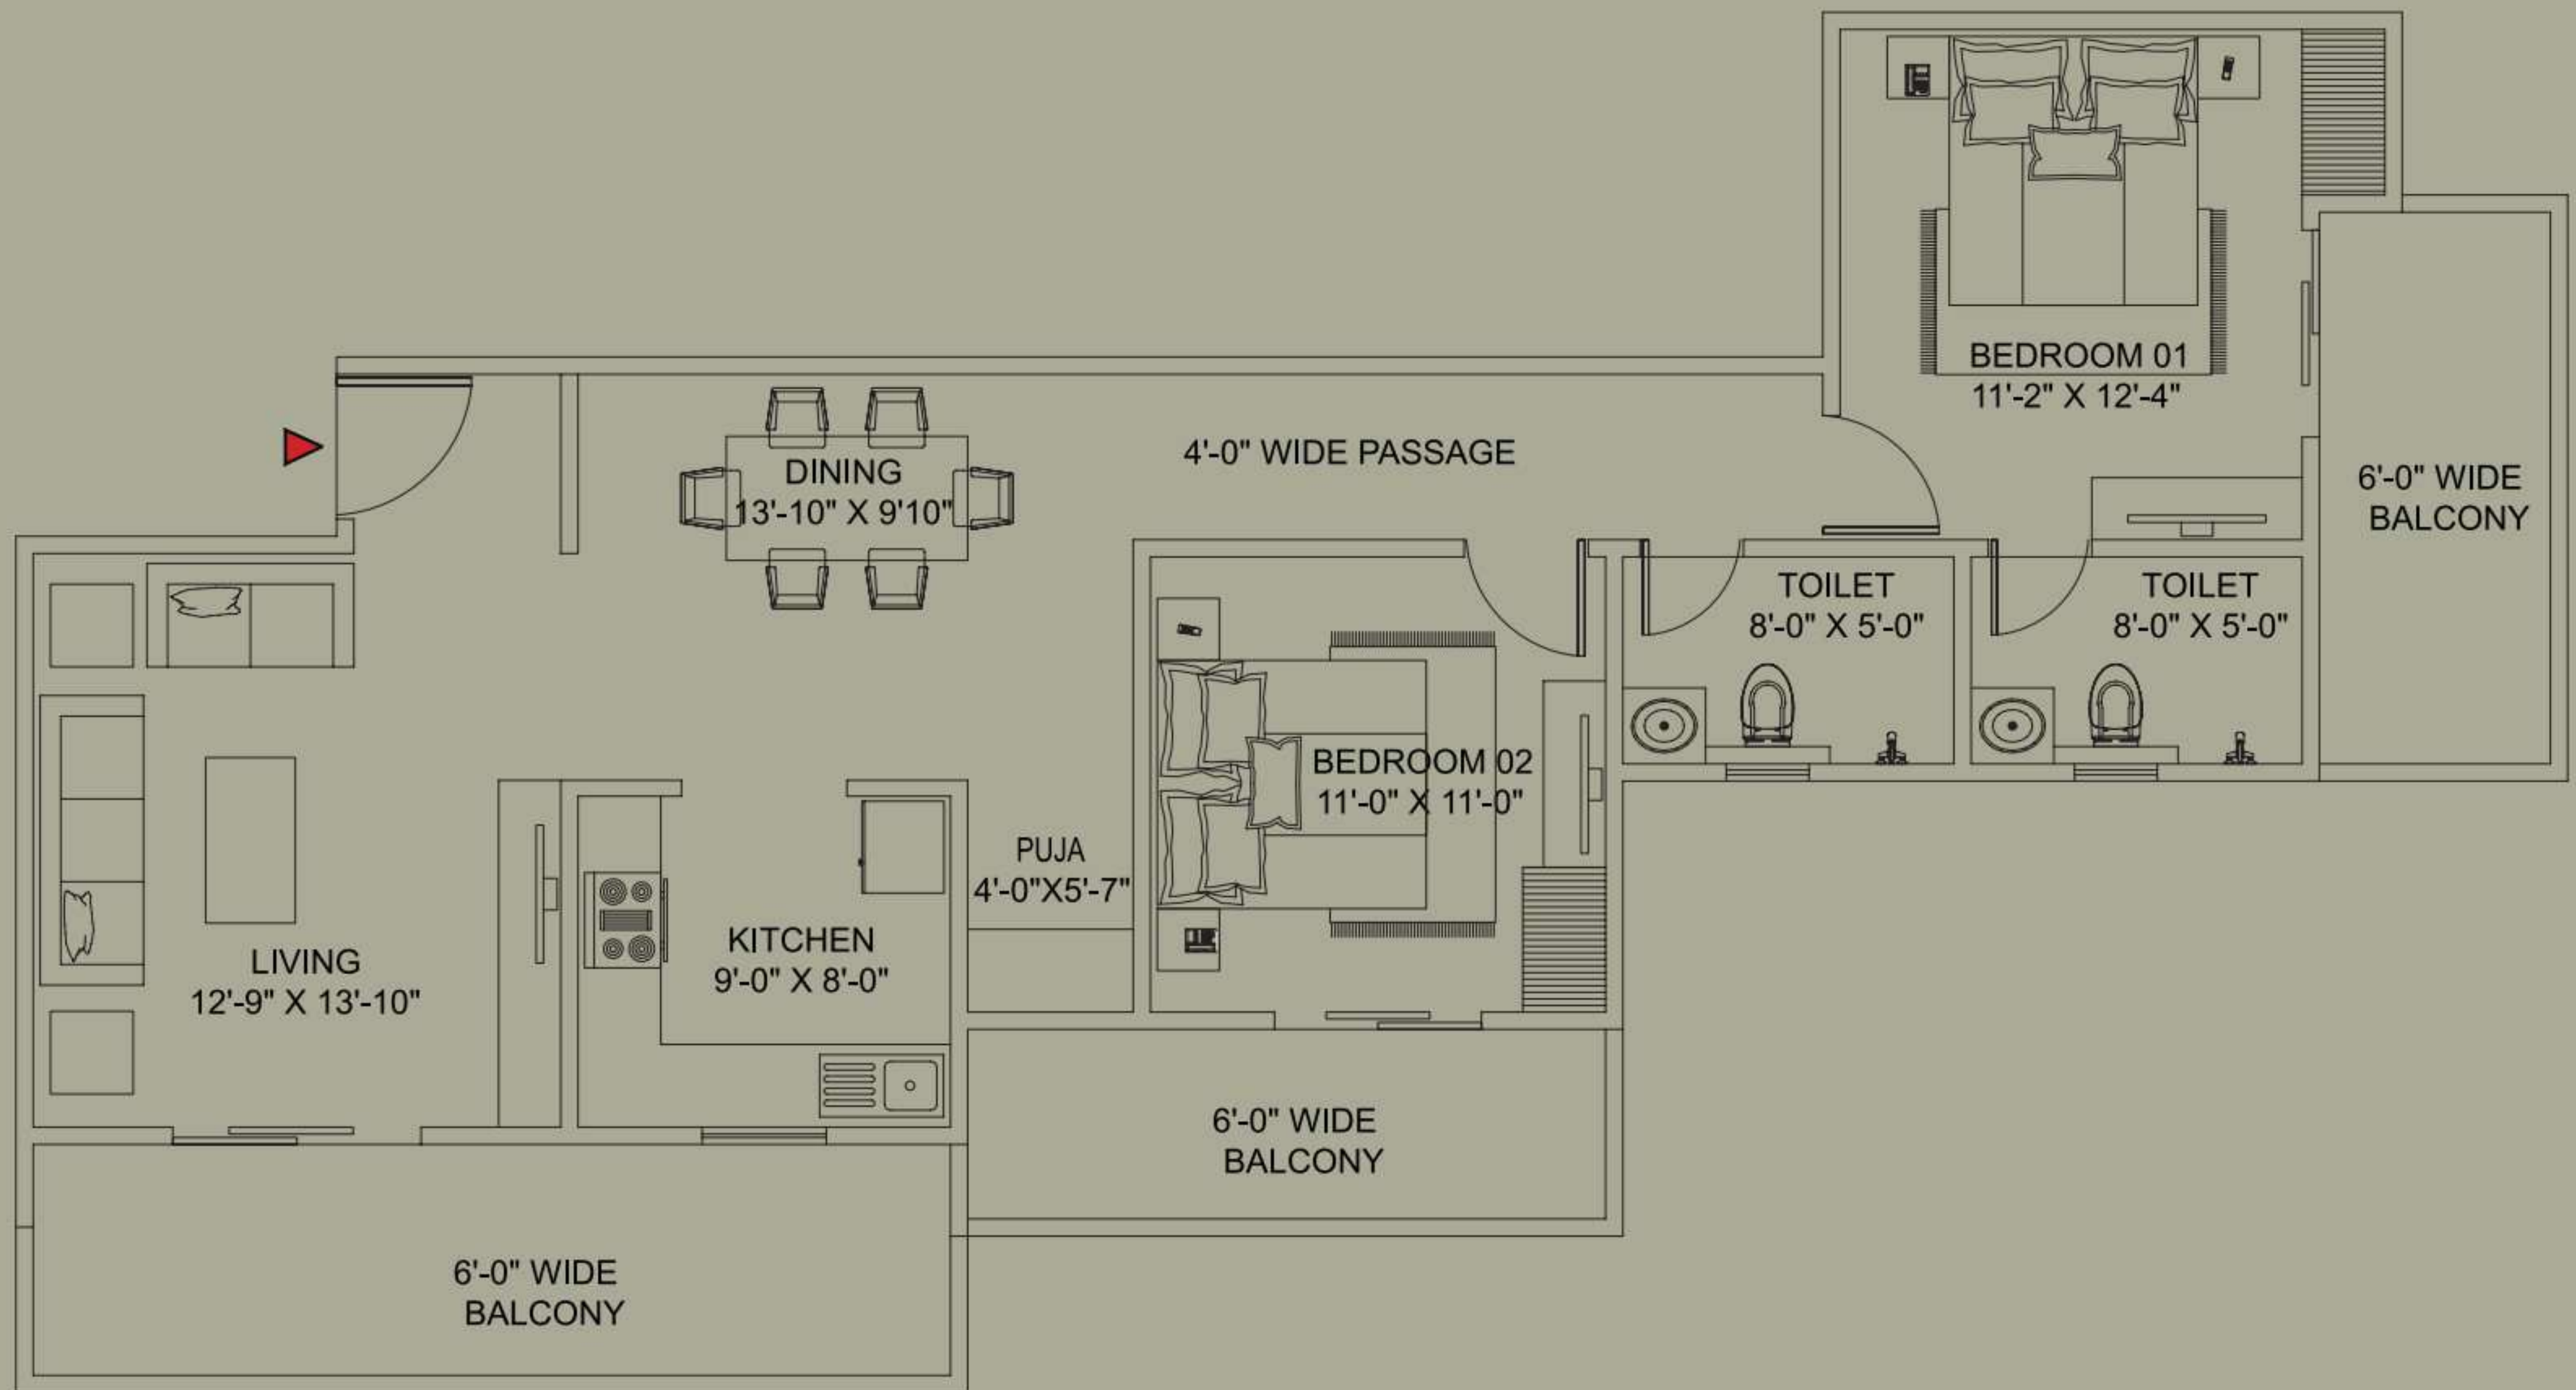 BEDROOM 01
11'-2" X 12'-4"
4'-0" WIDE PASSAGE
DINING
13'-10" X 9'10"
6'-0" WIDE
BALCONY
TOILET
8'-0" X 5'-0"
TOILET
8'-0" X 5'-0"
BEDROOM 02
11'-0" X 11'-0"
PUJA
4'-0"X5'-7"
KITCHEN
9'-0" X 8'-0"
LIVING
12'-9" X 13'-10"
6'-0" WIDE
BALCONY
6'-0" WIDE
BALCONY